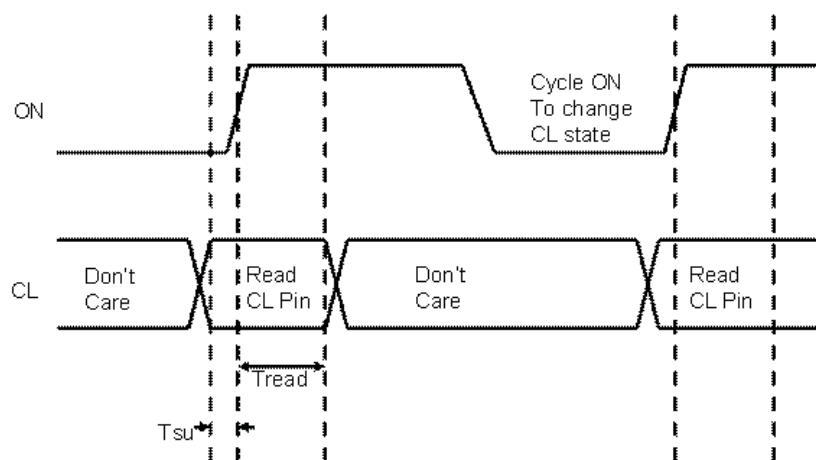 ON
Cycle ON
To change
CL state
CL
Don't
Care
Read
CL Pin
Don't
Care
Read
CL Pin
Tread
Tsu